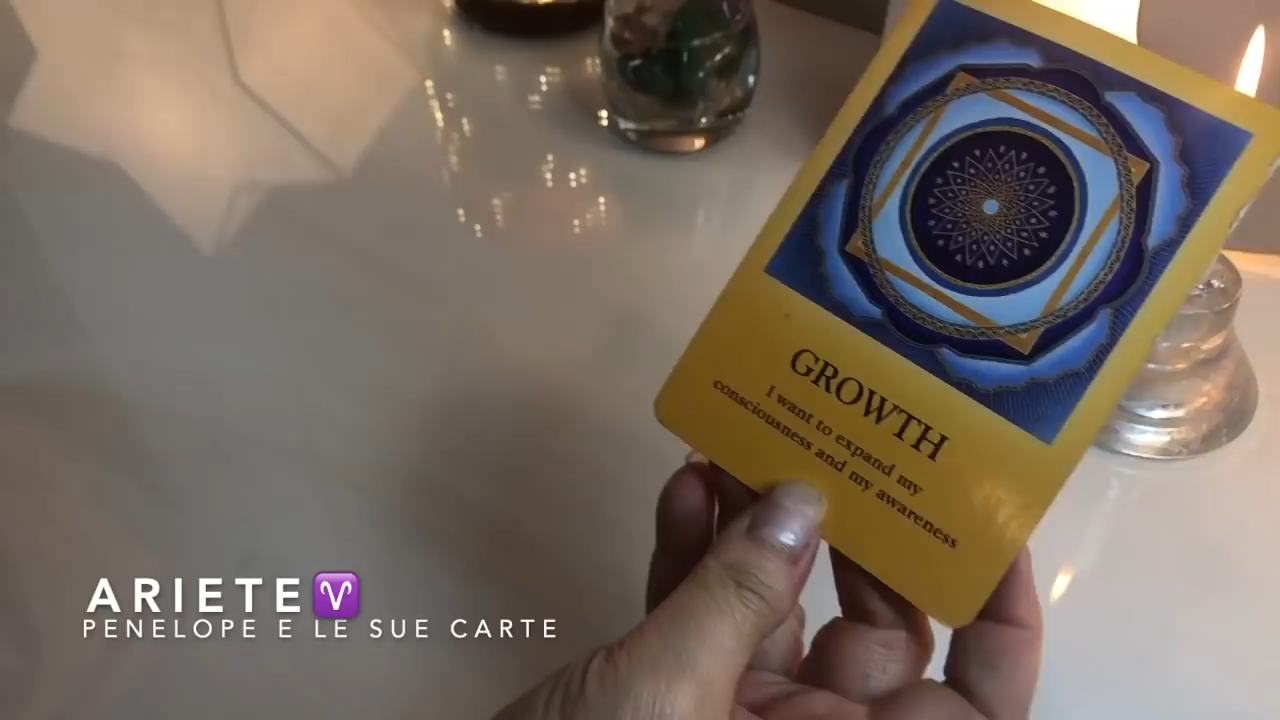 GROWTH
I want to expand my
consciousness and my awareness
ARIETE♈
PENELOPE E LE SUE CARTE